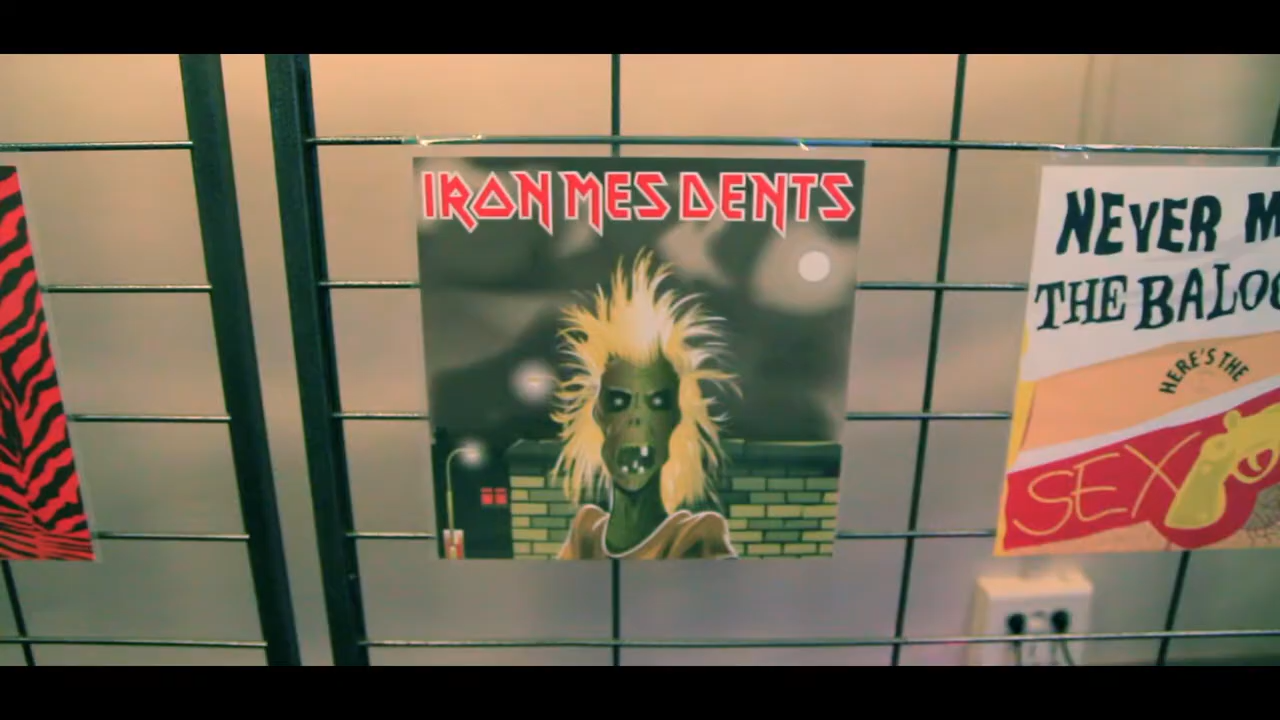 IRON MES DENTS
NEVER M
THE BALO
HERE'S THE
SEX